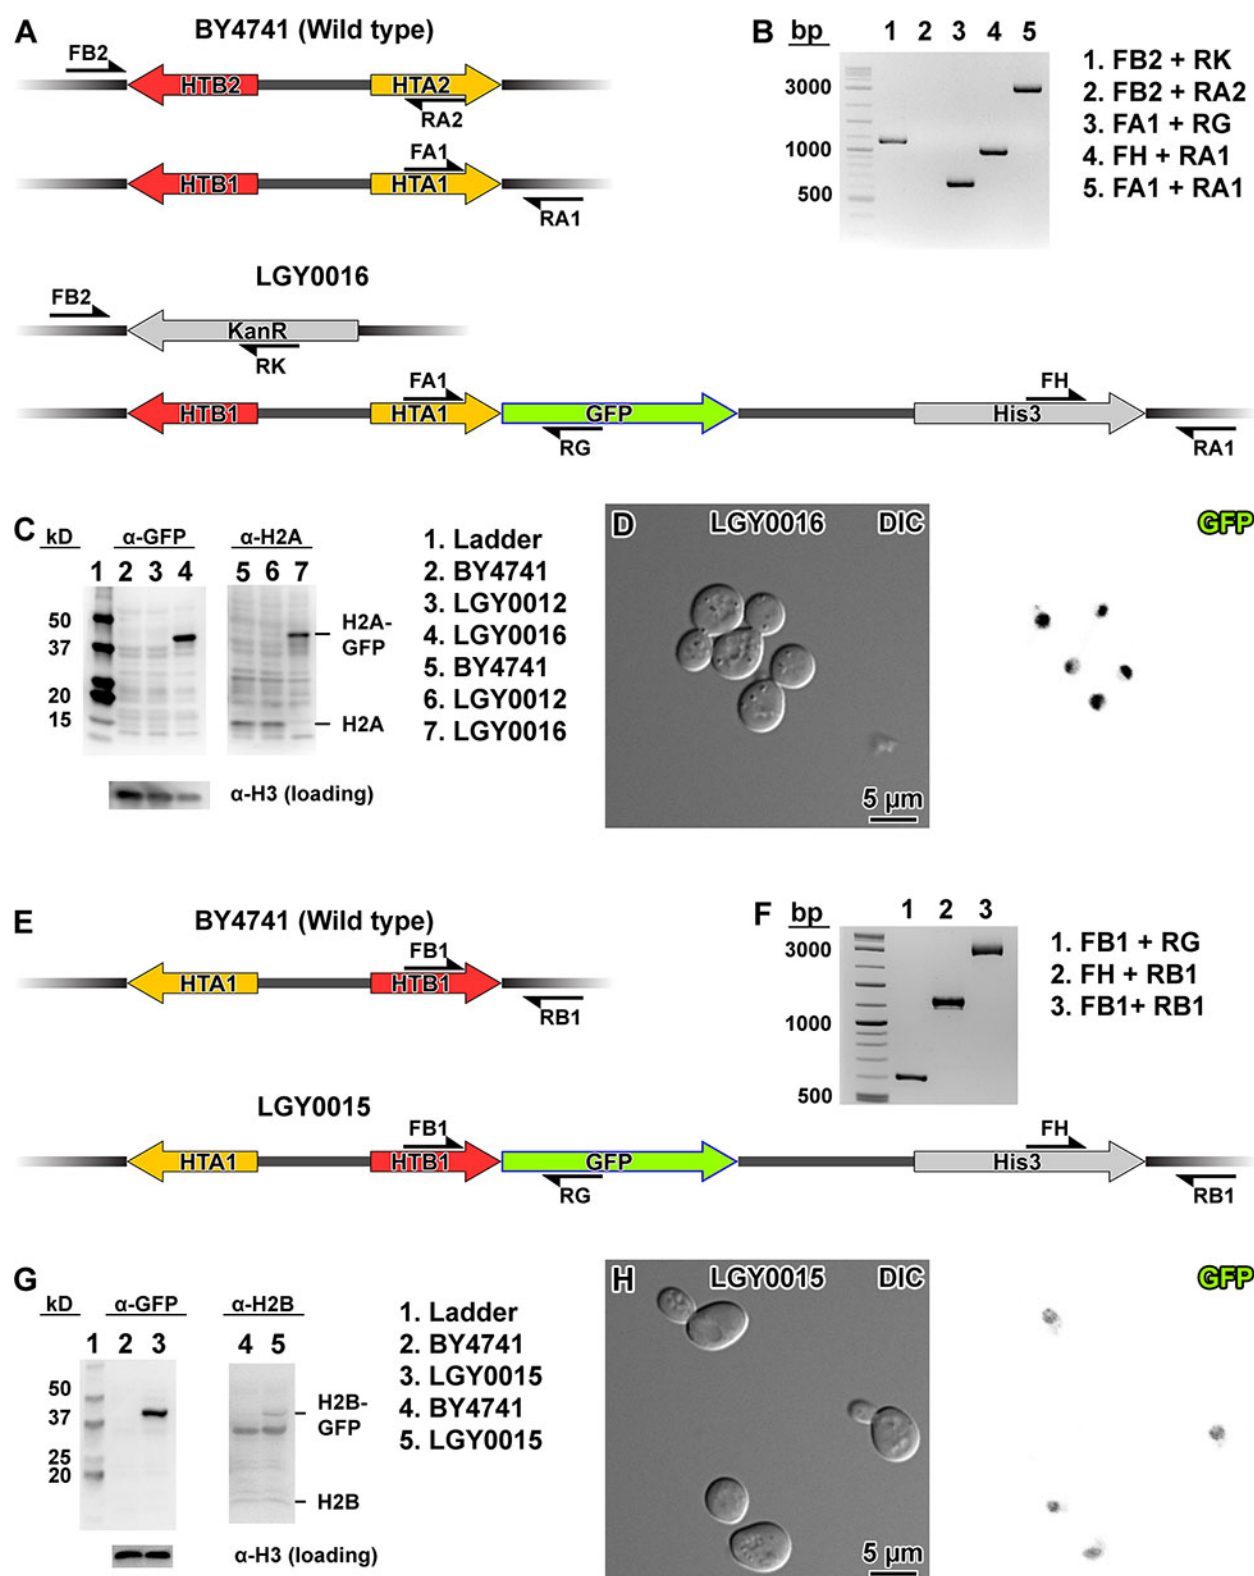 A
BY4741 (Wild type)
FB2
HTB2
HTA2
RA2
FA1
HTB1
HTA1
RA1
LGY0016
FB2
KanR
RK
FA1
FH
HTB1
HTA1
GFP
His3
RG
RA1
B
bp
1 2 3 4 5
3000
1000
500
1. FB2 + RK
2. FB2 + RA2
3. FA1 + RG
4. FH + RA1
5. FA1 + RA1
C
kD
α-GFP
α-H2A
1 2 3 4 5 6 7
50
37
20
15
H2A-
GFP
H2A
α-H3 (loading)
1. Ladder
2. BY4741
3. LGY0012
4. LGY0016
5. BY4741
6. LGY0012
7. LGY0016
D
LGY0016
DIC
GFP
5 µm
E
BY4741 (Wild type)
FB1
HTA1
HTB1
RB1
LGY0015
FB1
FH
HTA1
HTB1
GFP
His3
RG
RB1
F
bp
1 2 3
3000
1000
500
1. FB1 + RG
2. FH + RB1
3. FB1+ RB1
G
kD
α-GFP
α-H2B
1 2 3 4 5
50
37
25
20
H2B-
GFP
H2B
α-H3 (loading)
1. Ladder
2. BY4741
3. LGY0015
4. BY4741
5. LGY0015
H
LGY0015
DIC
GFP
5 µm